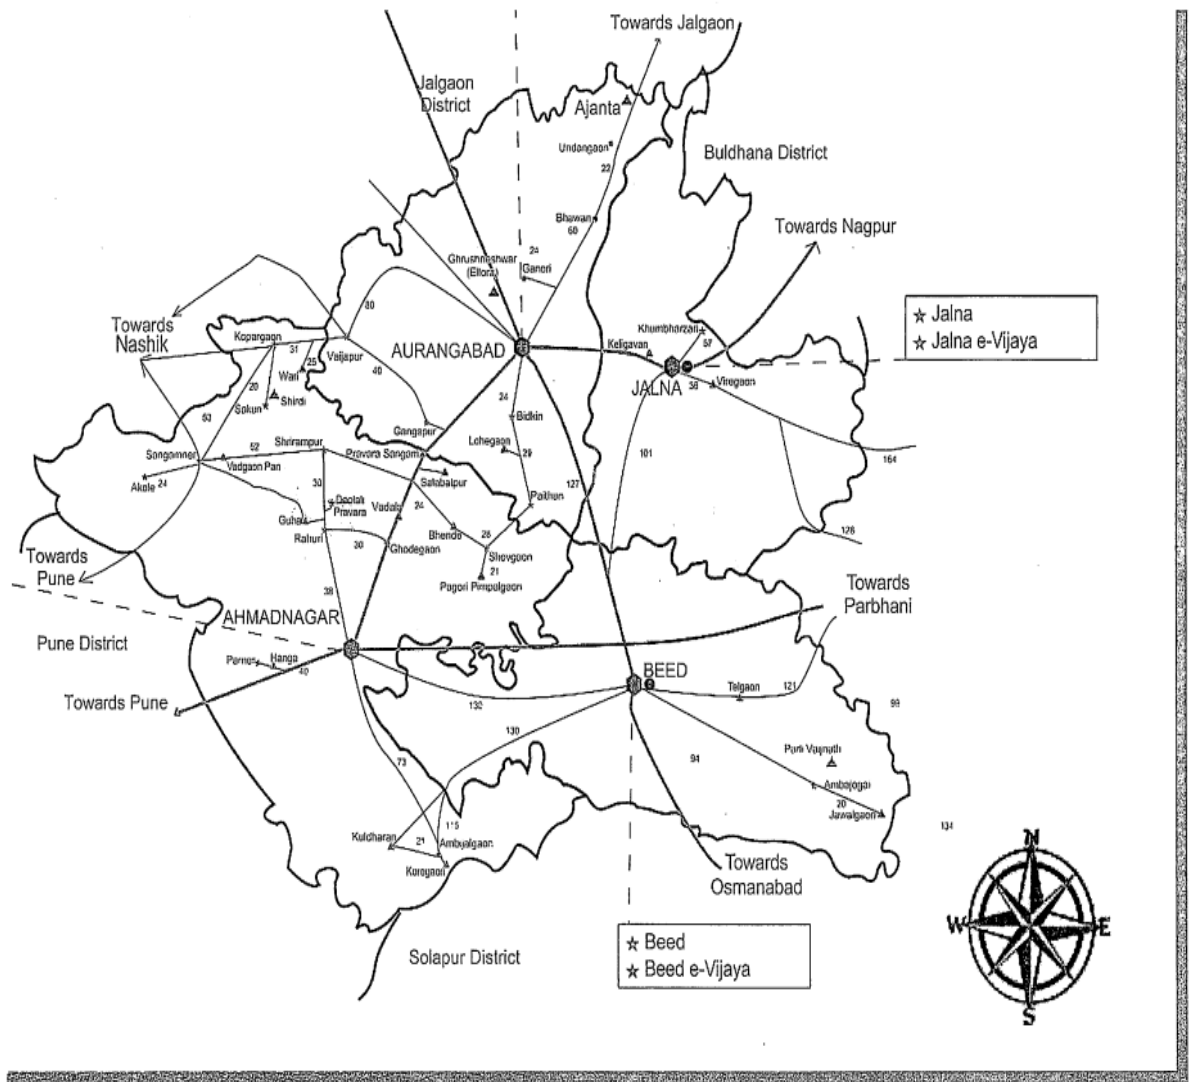 Towards Jalgaon
Jalgaon
District
Ajanta
Undangaon
22
Buldhana District
Bhawan
60
Towards Nagpur
24
Ganori
Ghrushneshwar
(Ellora)
80
Towards
Nashik
Kopargaon
31
Vaijapur
25
Wari
20
Shirdi
Sakuri
40
AURANGABAD
Keligavan
Khumbharzari
57
JALNA
38
Viregaon
Jalna
Jalna e-Vijaya
24
Bidkin
Gangapur
Lohegaon
29
53
Sangamner
52
Vadgaon Pan
Shrirampur
Pravara Sangam
Salabatpur
127
101
164
Akole
24
30
Deolali
Pravara
Vadala
24
Paithan
Guha
Rahuri
30
Ghodegaon
Bhende
28
Shevgaon
21
Pagori Pimpalgaon
128
Towards
Pune
38
Towards
Parbhani
AHMADNAGAR
Pune District
Parner
Hanga
40
BEED
Telgaon
121
99
Towards Pune
132
130
94
Parli Vaijnath
73
Ambajogai
20
Jawalgaon
115
134
Kuldharan
21
Ambijalgaon
Koregaon
Towards
Osmanabad
N
W
E
S
Beed
Beed e-Vijaya
Solapur District